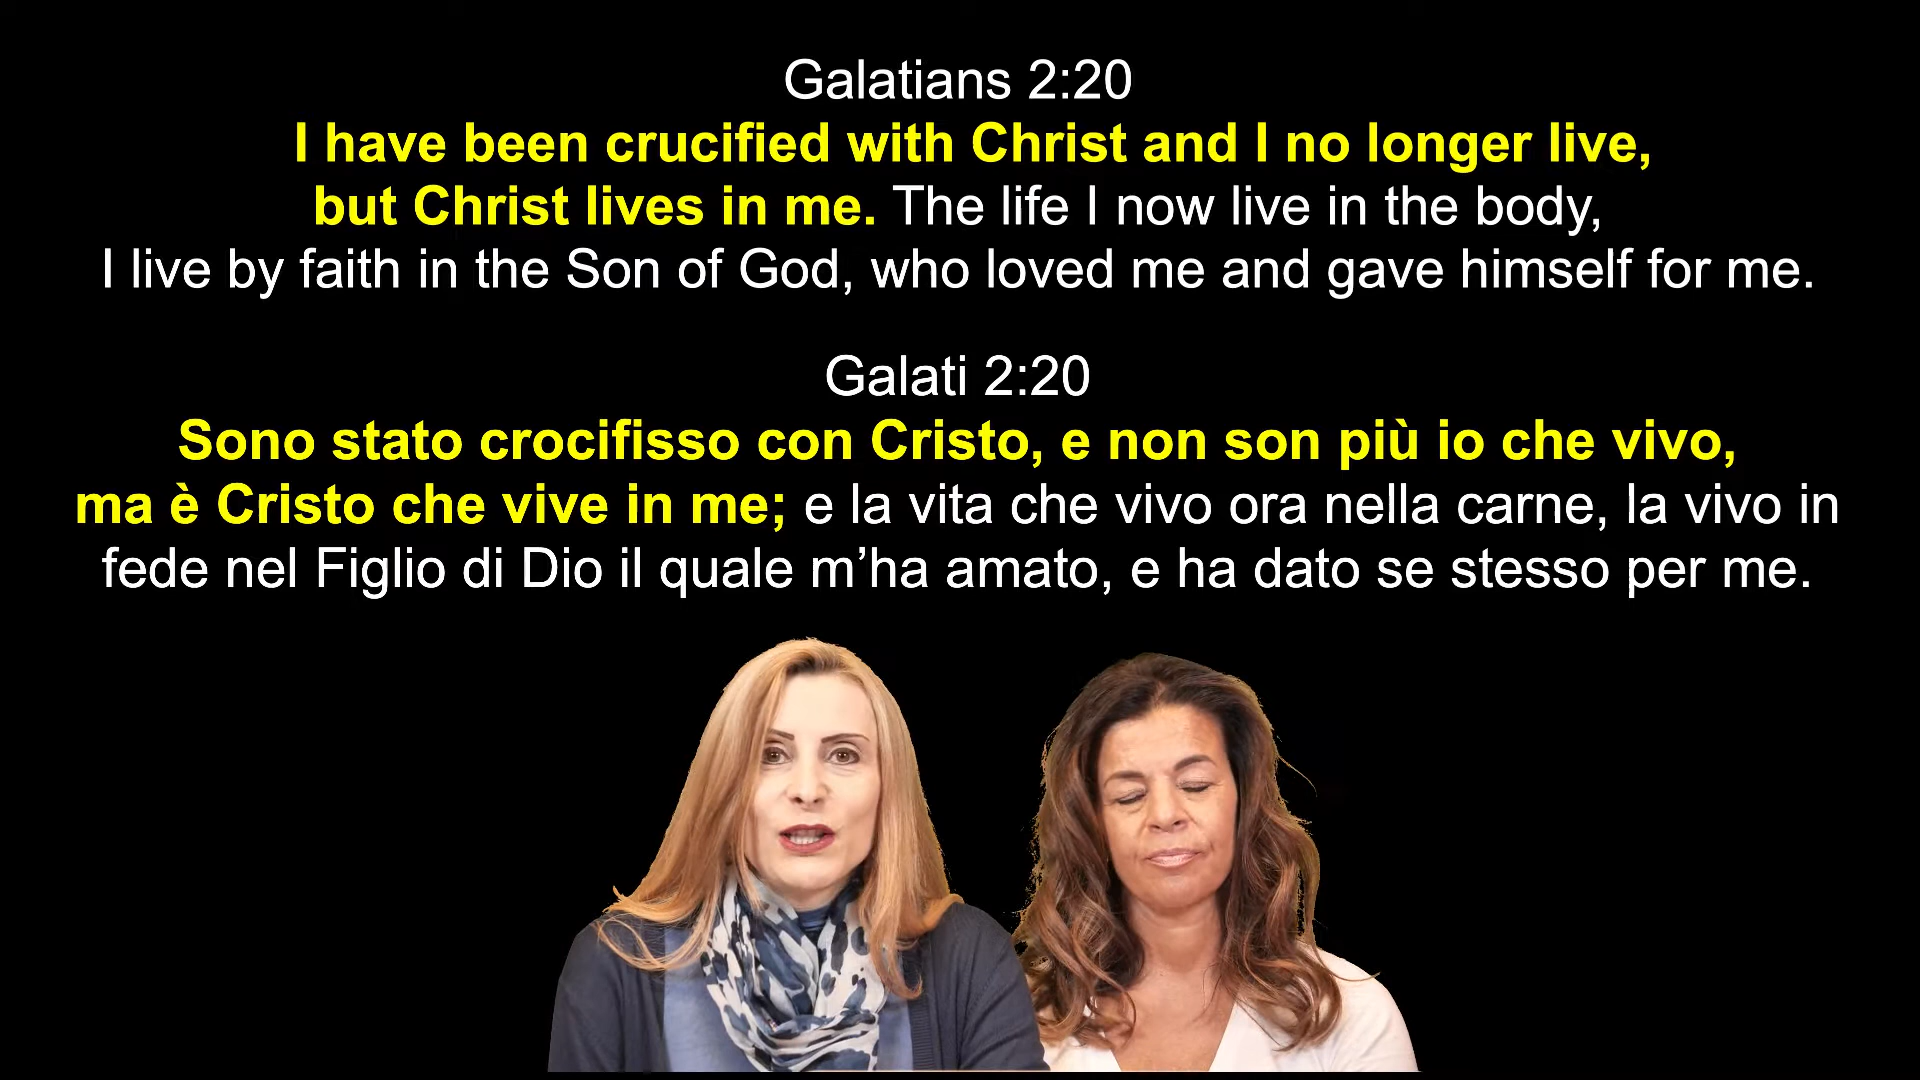 Galatians 2:20
I have been crucified with Christ and I no longer live,
but Christ lives in me. The life I now live in the body,
I live by faith in the Son of God, who loved me and gave himself for me.
Galati 2:20
Sono stato crocifisso con Cristo, e non son più io che vivo,
ma è Cristo che vive in me; e la vita che vivo ora nella carne, la vivo in
fede nel Figlio di Dio il quale m’ha amato, e ha dato se stesso per me.